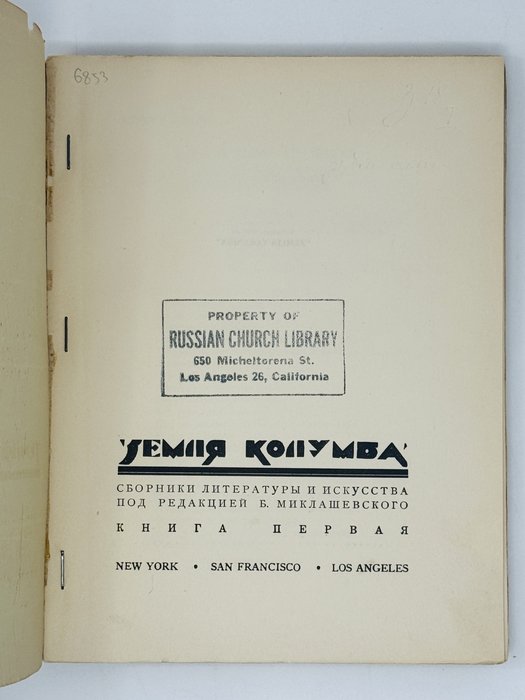 6853
PROPERTY OF
RUSSIAN CHURCH LIBRARY
650 Micheltorena St.
Los Angeles 26, California
"ЗЕМЛЯ КОЛУМБА"
СБОРНИКИ ЛИТЕРАТУРЫ И ИСКУССТВА
ПОД РЕДАКЦИЕЙ Б. МИКЛАШЕВСКОГО
КНИГА ПЕРВАЯ
NEW YORK • SAN FRANCISCO • LOS ANGELES